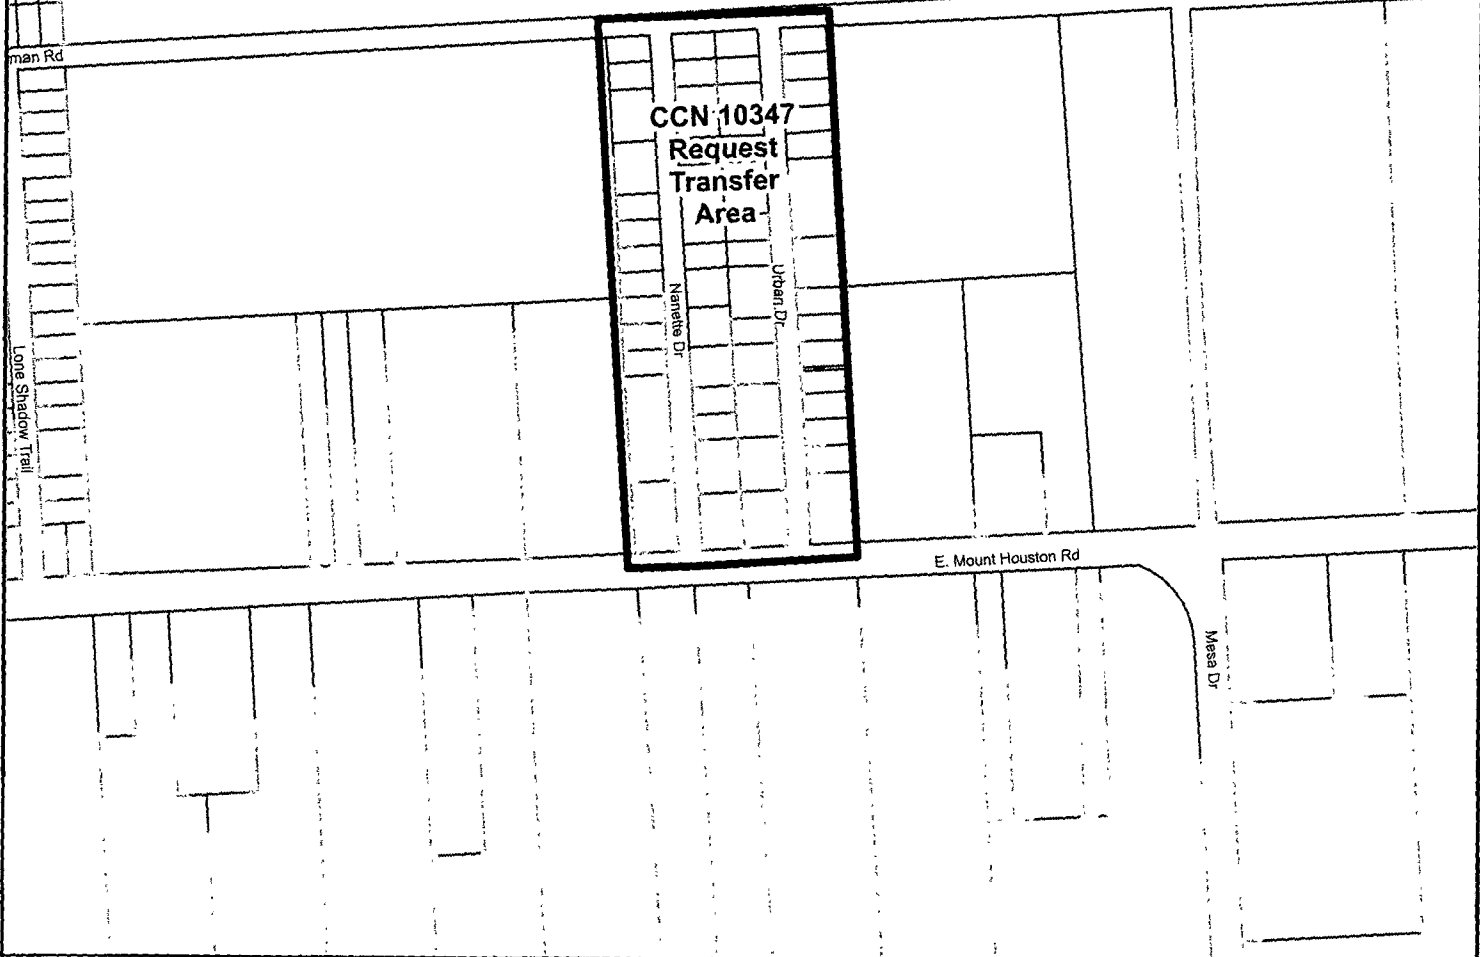 man Rd
CCN 10347
Request
Transfer
Area
Nanette Dr
Urban Dr
Lone Shadow Trail
E. Mount Houston Rd
Mesa Dr